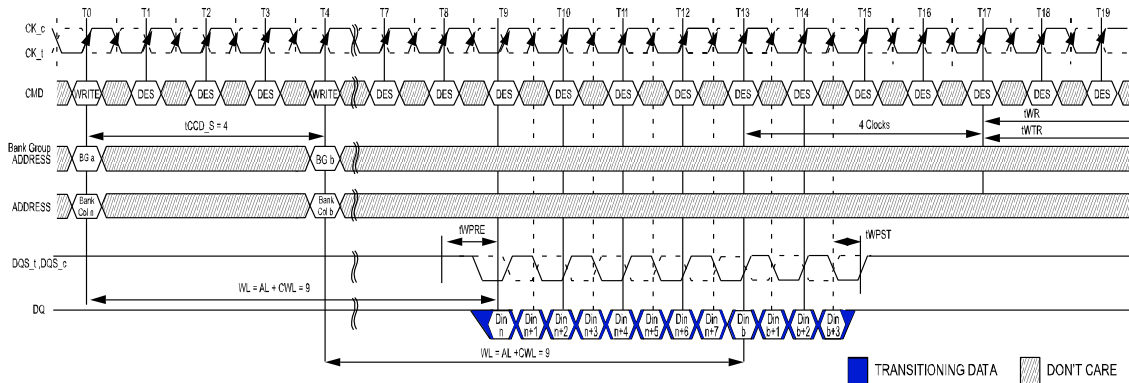 T0 T1 T2 T3 T4 T7 T8 T9 T10 T11 T12 T13 T14 T15 T16 T17 T18 T19
CK_c
CK_t
CMD WRITE DES DES DES WRITE DES DES DES DES DES DES DES DES DES DES DES DES DES
tCCD_S = 4
4 Clocks
tWR
tWTR
Bank Group
ADDRESS
BG a
BG b
ADDRESS
Bank
Col n
Bank
Col b
tWPRE
tWPST
DQS_t ,DQS_c
WL = AL + CWL = 9
DQ
Din n
Din n+1
Din n+2
Din n+3
Din n+4
Din n+5
Din n+6
Din n+7
Din b
Din b+1
Din b+2
Din b+3
WL = AL +CWL = 9
TRANSITIONING DATA
DON'T CARE